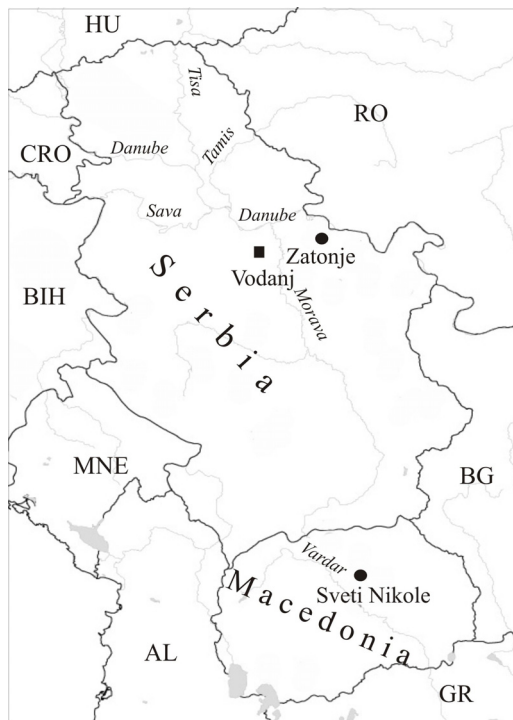 HU
Tisa
RO
CRO
Danube
Tamis
Sava
Danube
Zatonje
Vodanj
Serbia
Morava
BIH
MNE
BG
Vardar
Sveti Nikole
Macedonia
AL
GR